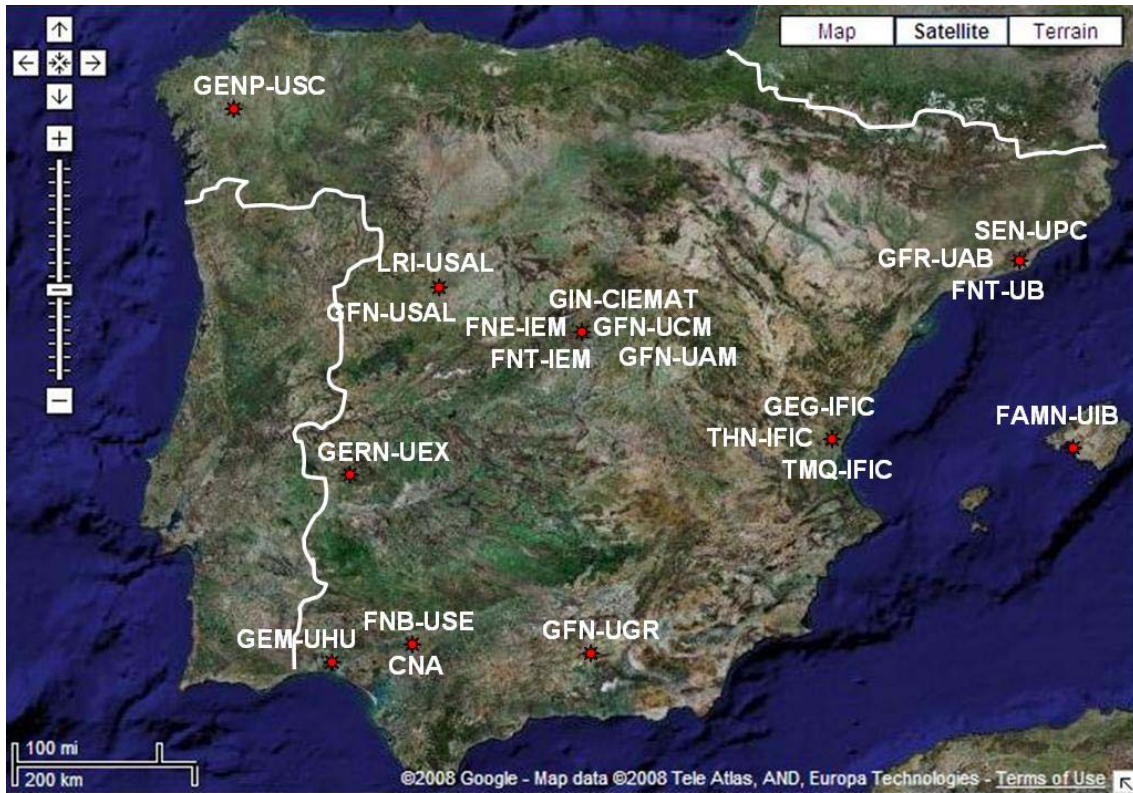 Map Satellite Terrain
GENP-USC
SEN-UPC
GFR-UAB
FNT-UB
LRI-USAL
GFN-USAL
GIN-CIEMAT
FNE-IEM GFN-UCM
FNT-IEM GFN-UAM
GEG-IFIC
THN-IFIC
TMQ-IFIC
FAMN-UIB
GERN-UEX
FNB-USE
GEM-UHU
CNA
GFN-UGR
100 mi
200 km
©2008 Google - Map data ©2008 Tele Atlas, AND, Europa Technologies - Terms of Use